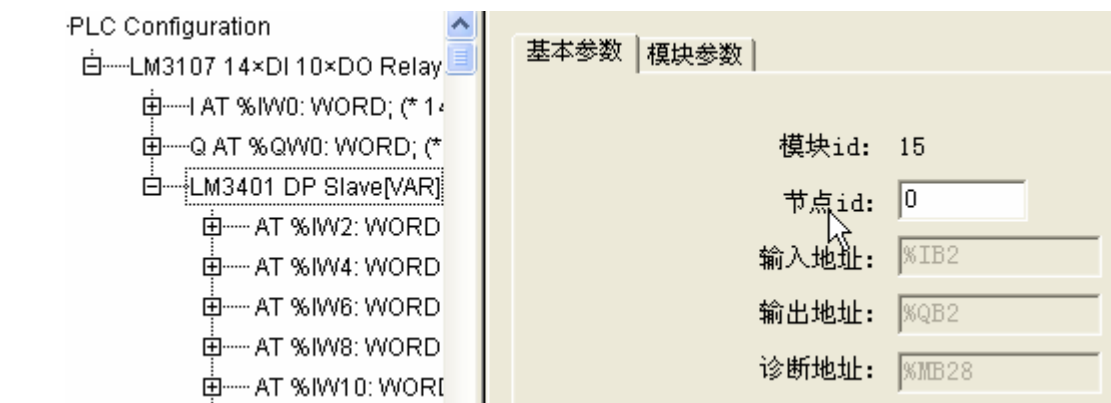 PLC Configuration
LM3107 14×DI 10×DO Relay
I AT %IW0: WORD; (* 14
Q AT %QW0: WORD; (*
LM3401 DP Slave[VAR]
AT %IW2: WORD
AT %IW4: WORD
AT %IW6: WORD
AT %IW8: WORD
AT %IW10: WORD
基本参数 模块参数
模块id: 15
节点id: 0
输入地址: %IB2
输出地址: %QB2
诊断地址: %MB28